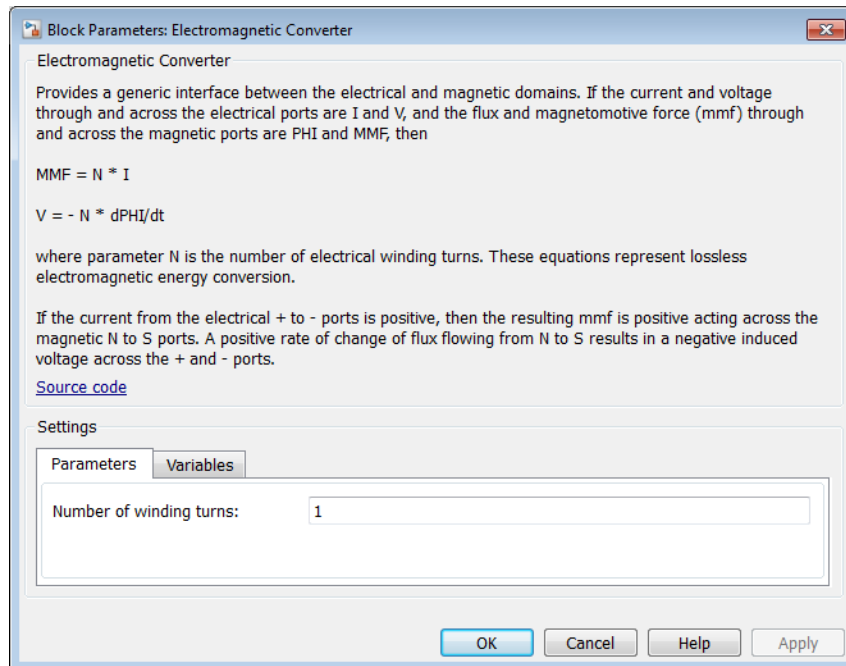 Block Parameters: Electromagnetic Converter
Electromagnetic Converter
Provides a generic interface between the electrical and magnetic domains. If the current and voltage
through and across the electrical ports are I and V, and the flux and magnetomotive force (mmf) through
and across the magnetic ports are PHI and MMF, then
MMF = N * I
V = - N * dPHI/dt
where parameter N is the number of electrical winding turns. These equations represent lossless
electromagnetic energy conversion.
If the current from the electrical + to - ports is positive, then the resulting mmf is positive acting across the
magnetic N to S ports. A positive rate of change of flux flowing from N to S results in a negative induced
voltage across the + and - ports.
Source code
Settings
Parameters Variables
Number of winding turns: 1
OK Cancel Help Apply